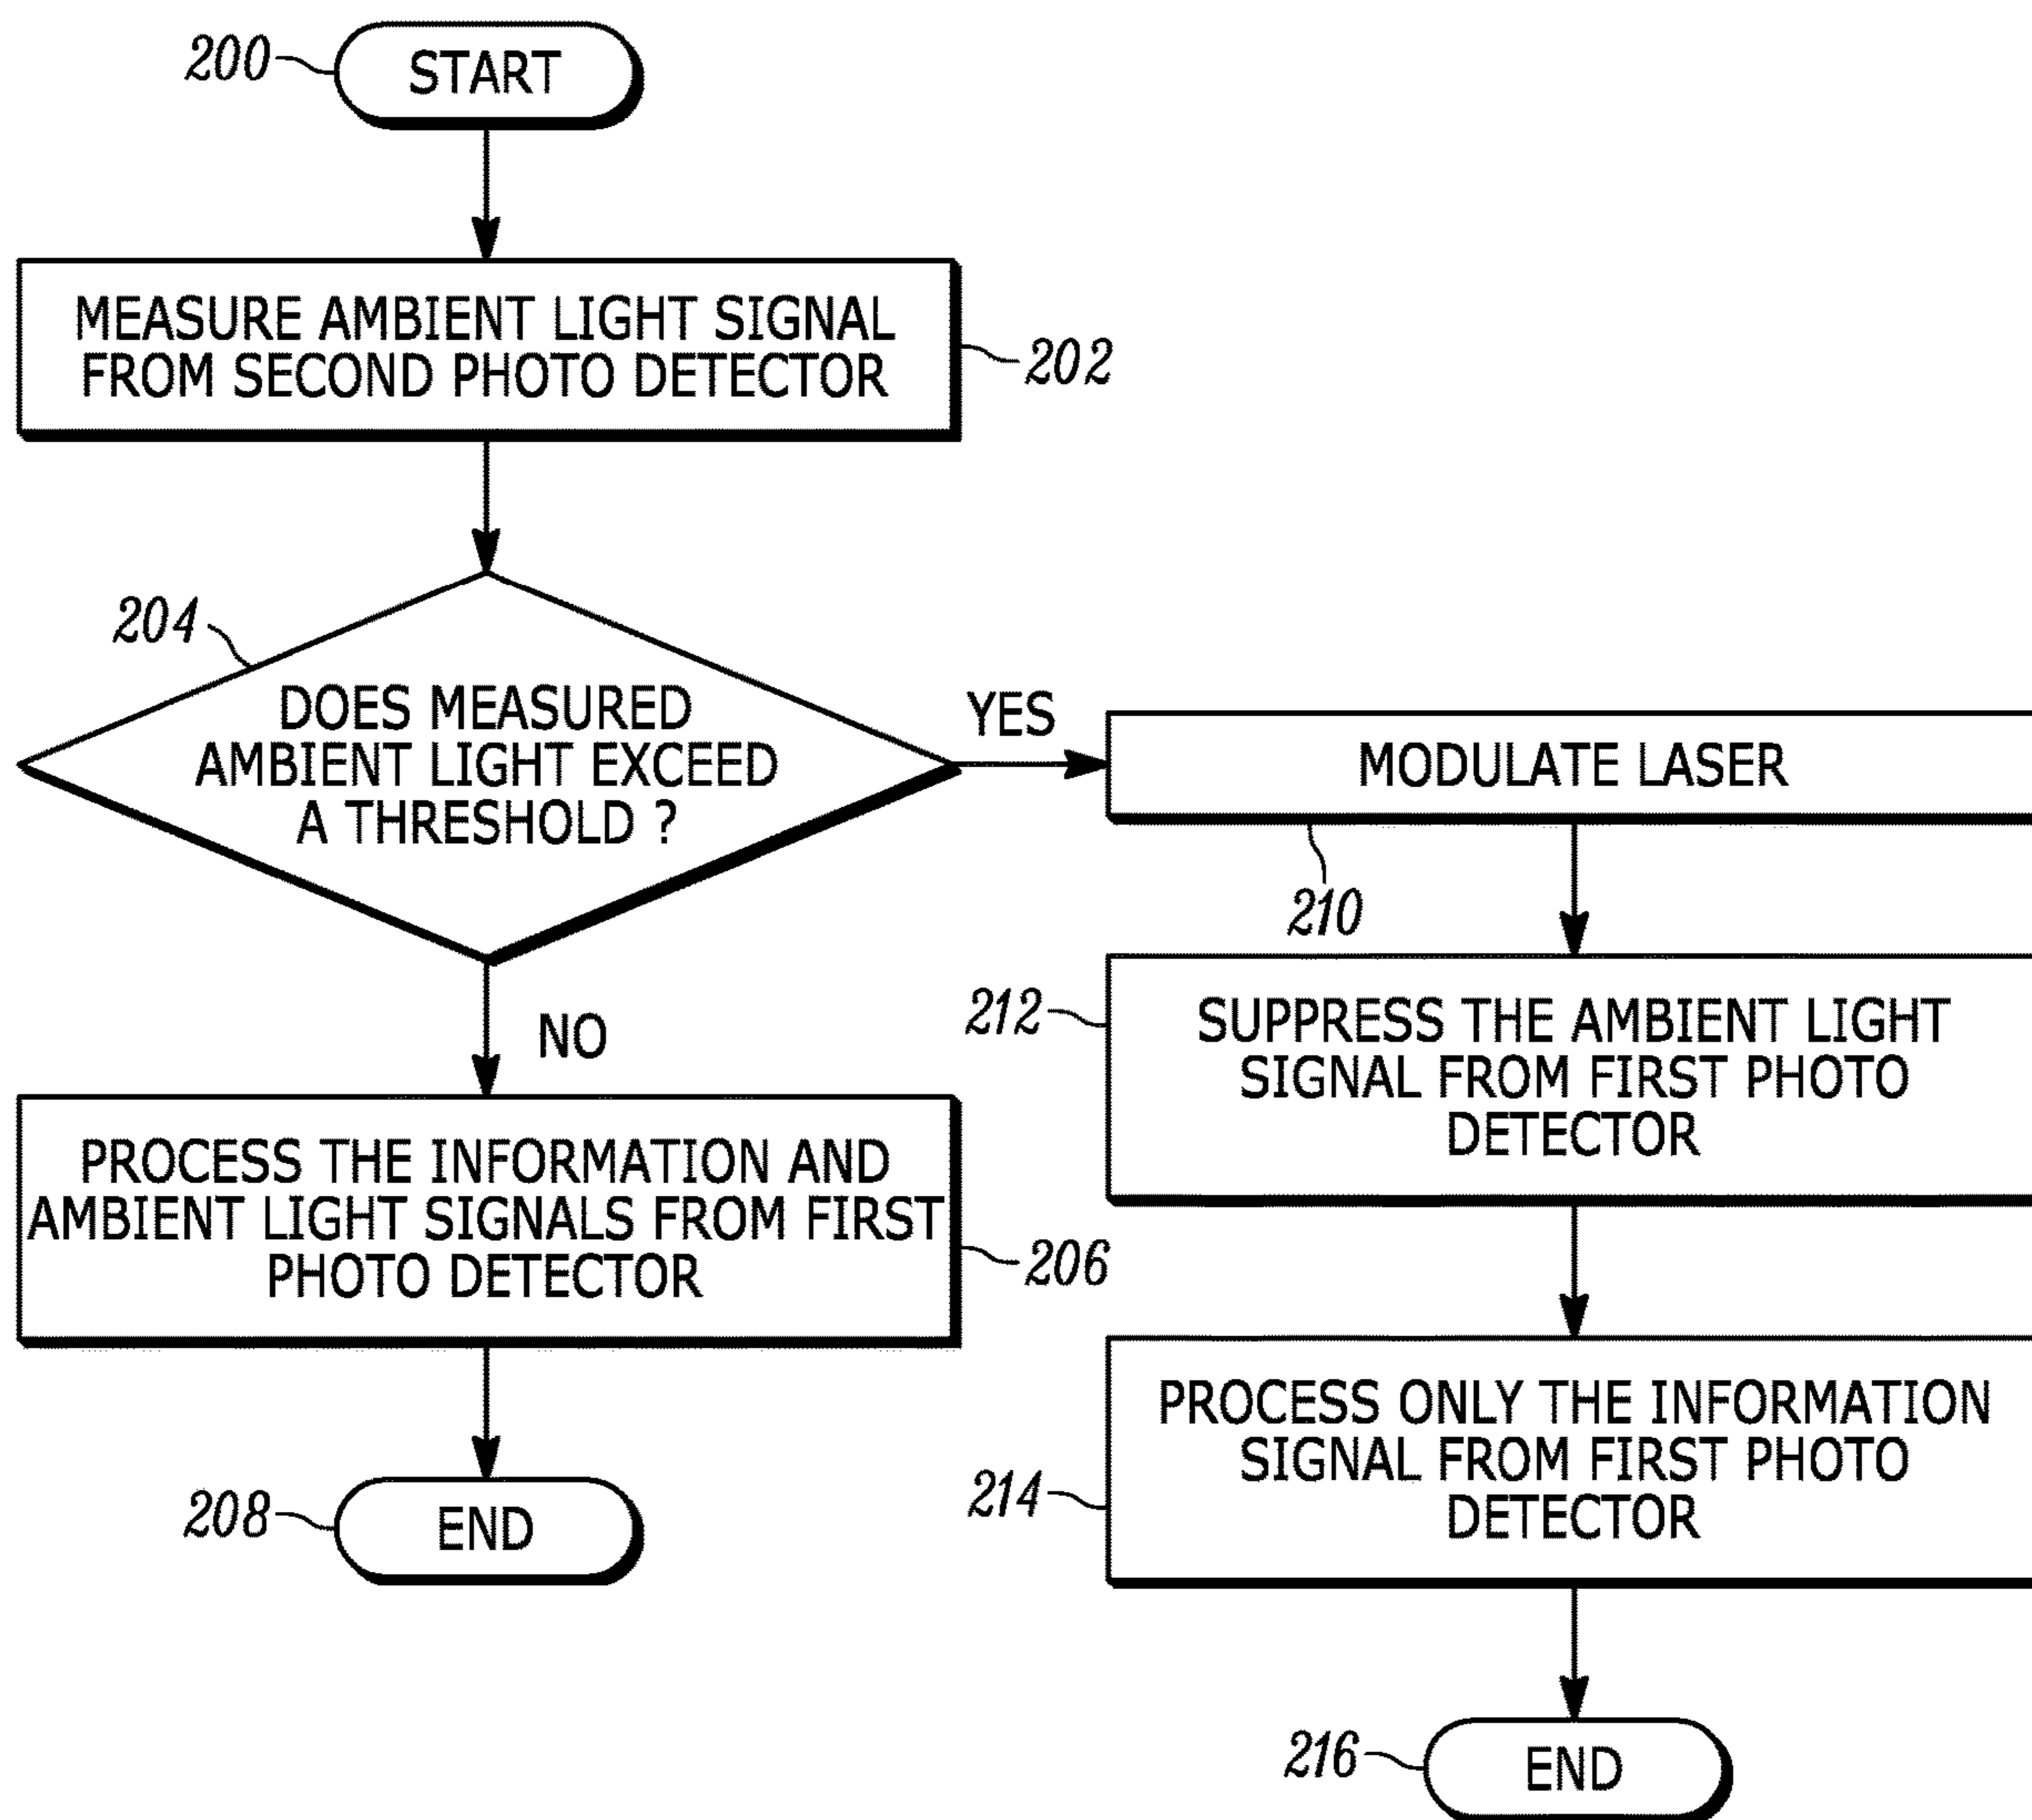 200
START
MEASURE AMBIENT LIGHT SIGNAL
FROM SECOND PHOTO DETECTOR
202
204
DOES MEASURED
AMBIENT LIGHT EXCEED
A THRESHOLD ?
YES
NO
PROCESS THE INFORMATION AND
AMBIENT LIGHT SIGNALS FROM FIRST
PHOTO DETECTOR
206
208
END
MODULATE LASER
210
212
SUPPRESS THE AMBIENT LIGHT
SIGNAL FROM FIRST PHOTO
DETECTOR
PROCESS ONLY THE INFORMATION
SIGNAL FROM FIRST PHOTO
DETECTOR
214
216
END